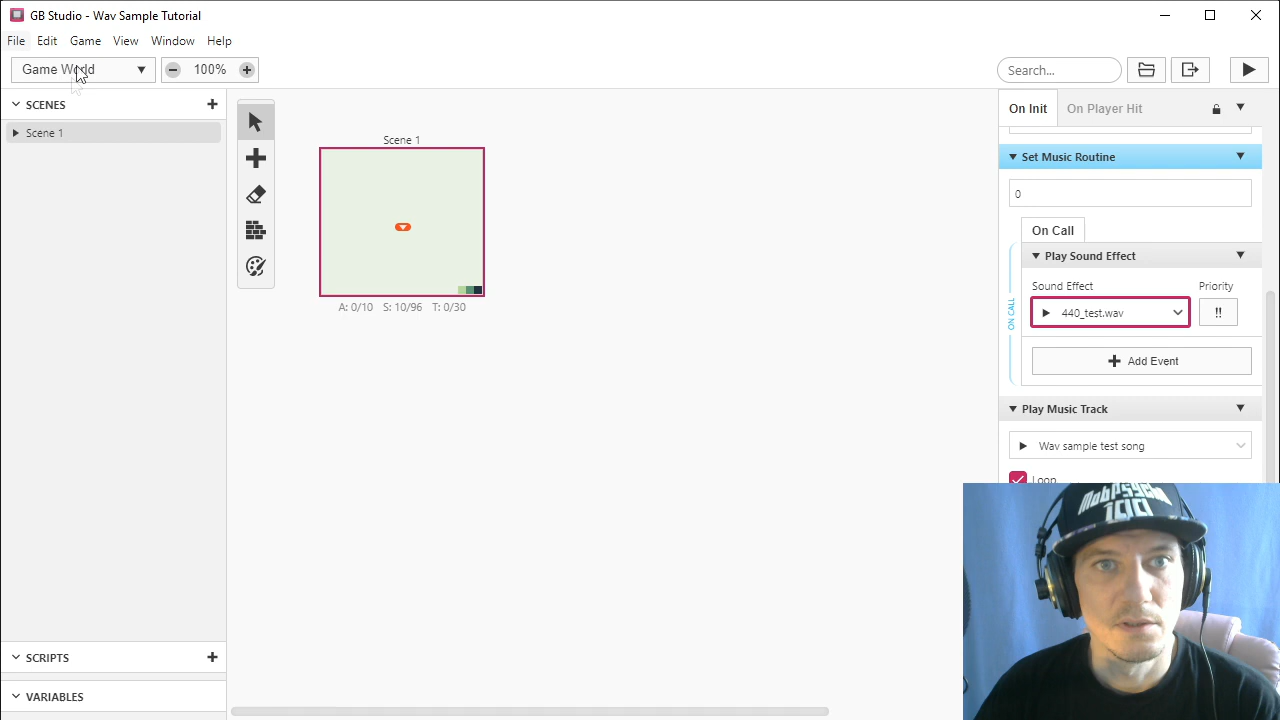 GB Studio - Wav Sample Tutorial
File Edit Game View Window Help
Game World
100%
Search...
SCENES
Scene 1
SCRIPTS
VARIABLES
Scene 1
A: 0/10 S: 10/96 T: 0/30
On Init On Player Hit
Set Music Routine
0
On Call
ON CALL
Play Sound Effect
Sound Effect Priority
440_test.wav !!
Add Event
Play Music Track
Wav sample test song
Loop
MobPsycho
100